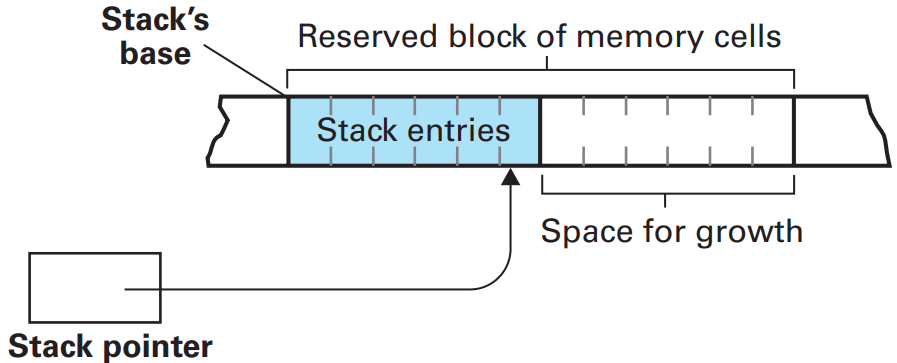 Stack's
base
Reserved block of memory cells
Stack entries
Space for growth
Stack pointer